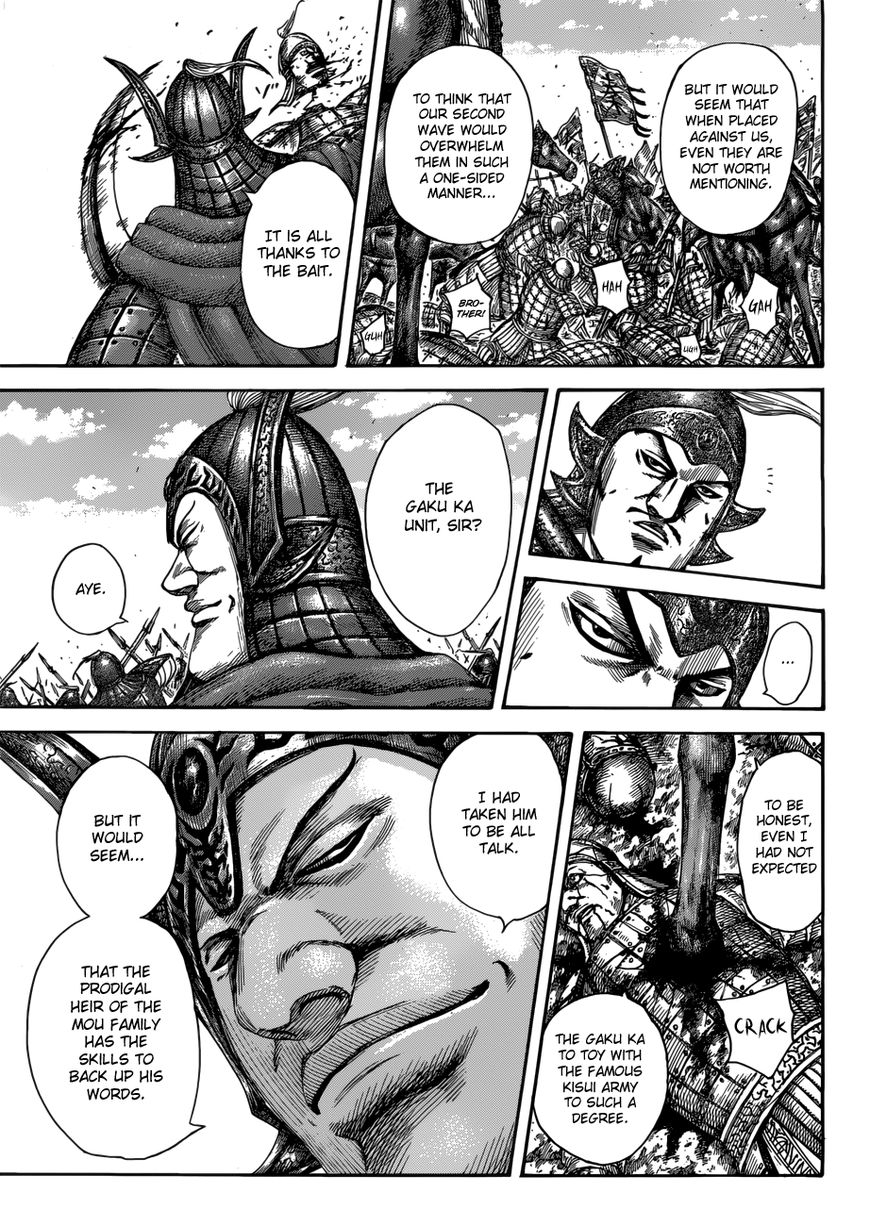 BUT IT WOULD
SEEM THAT
WHEN PLACED
AGAINST US,
EVEN THEY ARE
NOT WORTH
MENTIONING.
秦
TO THINK THAT
OUR SECOND
WAVE WOULD
OVERWHELM
THEM IN SUCH
A ONE-SIDED
MANNER...
GAH
HAH
UGH
BRO-
THER!
GUH
IT IS ALL
THANKS TO
THE BAIT.
THE
GAKU KA
UNIT, SIR?
AYE.
...
TO BE
HONEST,
EVEN I
HAD NOT
EXPECTED
CRACK
THE GAKU KA
TO TOY WITH
THE FAMOUS
KISUI ARMY
TO SUCH A
DEGREE.
I HAD
TAKEN HIM
TO BE ALL
TALK.
BUT IT
WOULD
SEEM...
THAT THE
PRODIGAL
HEIR OF THE
MOU FAMILY
HAS THE
SKILLS TO
BACK UP HIS
WORDS.